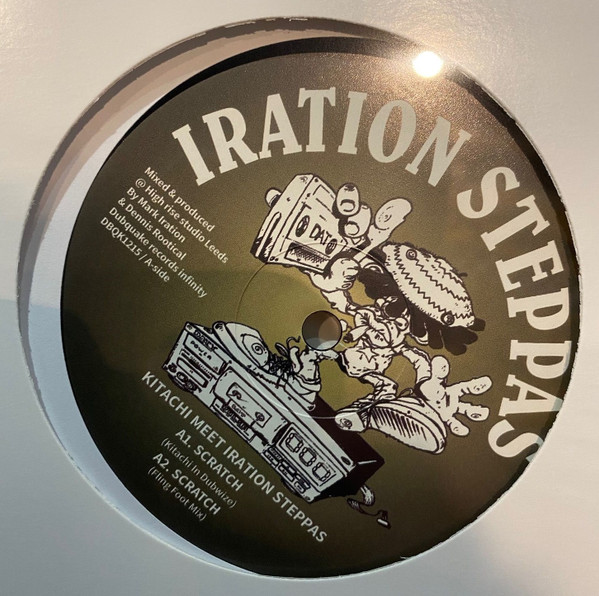 IRATION STEPPAS
Mixed & produced
@ High rise studio Leeds
By Mark Iration
& Dennis Rootical
Dubquake records infinity
DBQK1215 / A-side
DAT
KITACHI MEET IRATION STEPPAS
A1. SCRATCH
(Kitachi in Dubwize)
A2. SCRATCH
(Fling Foot Mix)